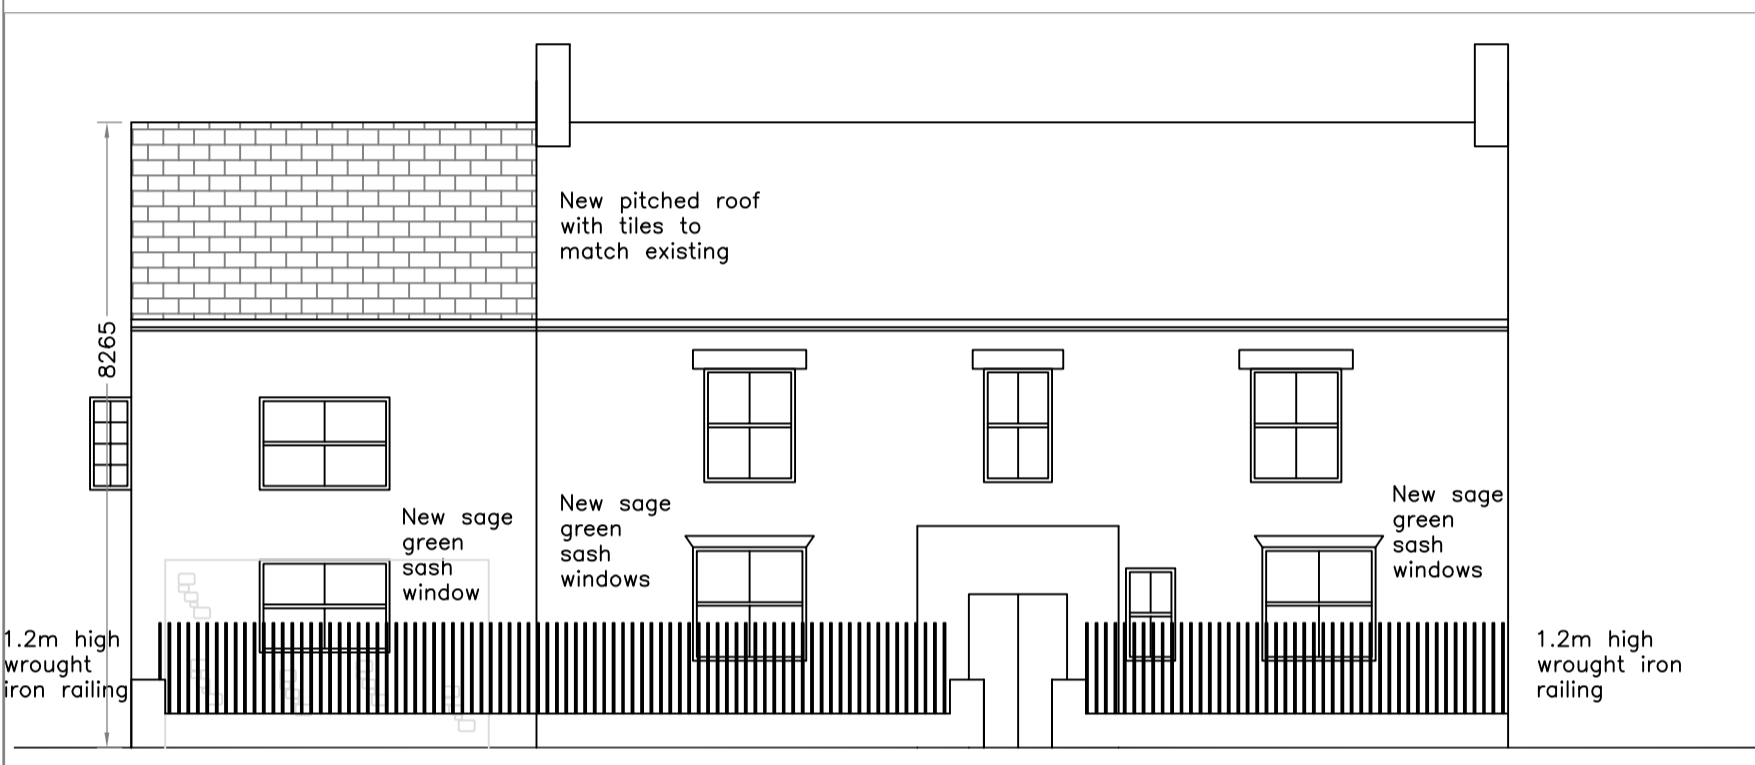 New pitched roof
with tiles to
match existing
8265
New sage
green
sash
window
New sage
green
sash
windows
New sage
green
sash
windows
1.2m high
wrought
iron railing
1.2m high
wrought iron
railing